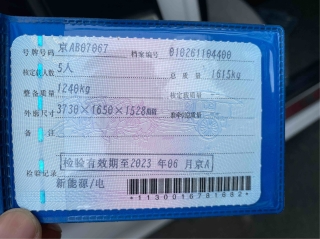 号牌号码 京AB07067 档案编号 010261104400
核定载人数 5人 总质量 1615kg
整备质量 1240kg 核定载质量
外廓尺寸 3730×1650×1528mm 准牵引总质量
备注
检验有效期至2023年06月京A
检验记录
新能源/电